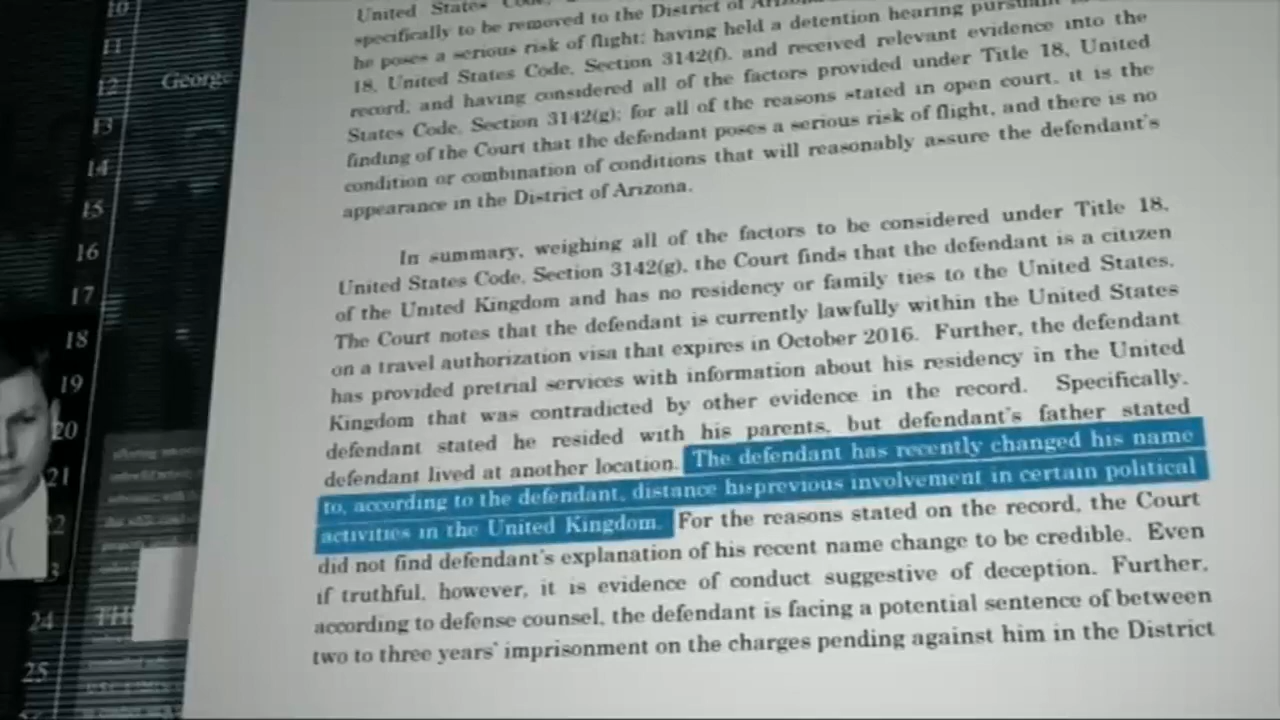 10
11
12
13
14
15
16
17
18
19
20
21
22
24
25
George
United States Code,
specifically to be removed to the District of Arizona
he poses a serious risk of flight; having held a detention hearing pursuant
18, United States Code, Section 3142(f), and received relevant evidence into the
record, and having considered all of the factors provided under Title 18, United
States Code, Section 3142(g); for all of the reasons stated in open court, it is the
finding of the Court that the defendant poses a serious risk of flight, and there is no
condition or combination of conditions that will reasonably assure the defendant's
appearance in the District of Arizona.
In summary, weighing all of the factors to be considered under Title 18,
United States Code, Section 3142(g), the Court finds that the defendant is a citizen
of the United Kingdom and has no residency or family ties to the United States.
The Court notes that the defendant is currently lawfully within the United States
on a travel authorization visa that expires in October 2016. Further, the defendant
has provided pretrial services with information about his residency in the United
Kingdom that was contradicted by other evidence in the record. Specifically,
defendant stated he resided with his parents, but defendant's father stated
defendant lived at another location. The defendant has recently changed his name
to, according to the defendant, distance hisprevious involvement in certain political
activities in the United Kingdom. For the reasons stated on the record, the Court
did not find defendant's explanation of his recent name change to be credible. Even
if truthful, however, it is evidence of conduct suggestive of deception. Further,
according to defense counsel, the defendant is facing a potential sentence of between
two to three years' imprisonment on the charges pending against him in the District